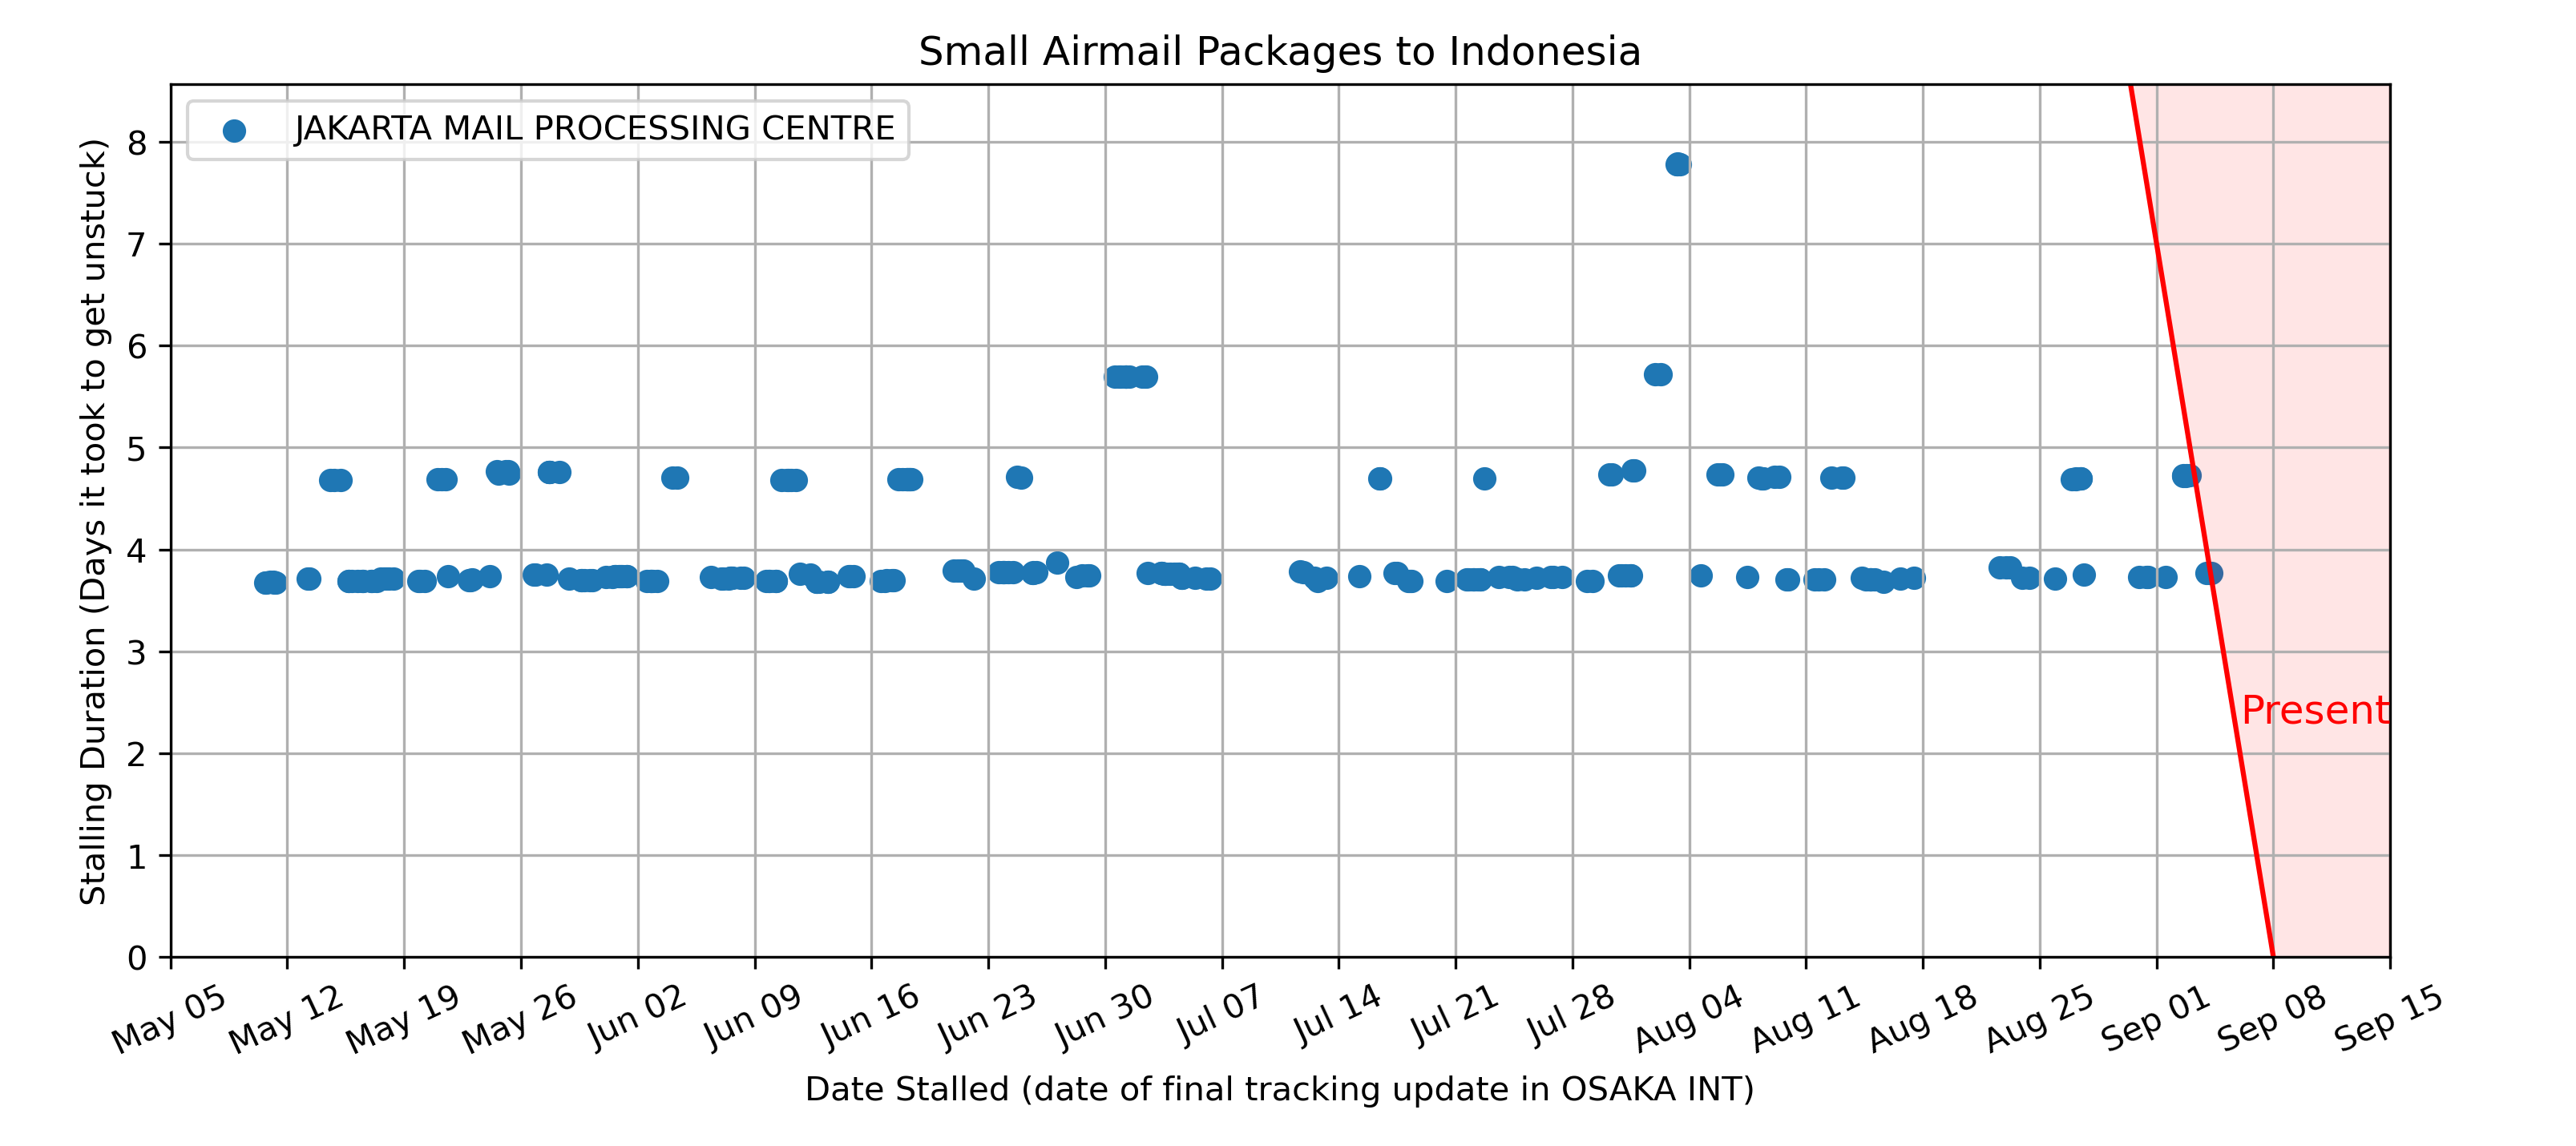 Small Airmail Packages to Indonesia
JAKARTA MAIL PROCESSING CENTRE
Stalling Duration (Days it took to get unstuck)
8
7
6
5
4
3
2
1
0
Present
May 05
May 12
May 19
May 26
Jun 02
Jun 09
Jun 16
Jun 23
Jun 30
Jul 07
Jul 14
Jul 21
Jul 28
Aug 04
Aug 11
Aug 18
Aug 25
Sep 01
Sep 08
Sep 15
Date Stalled (date of final tracking update in OSAKA INT)